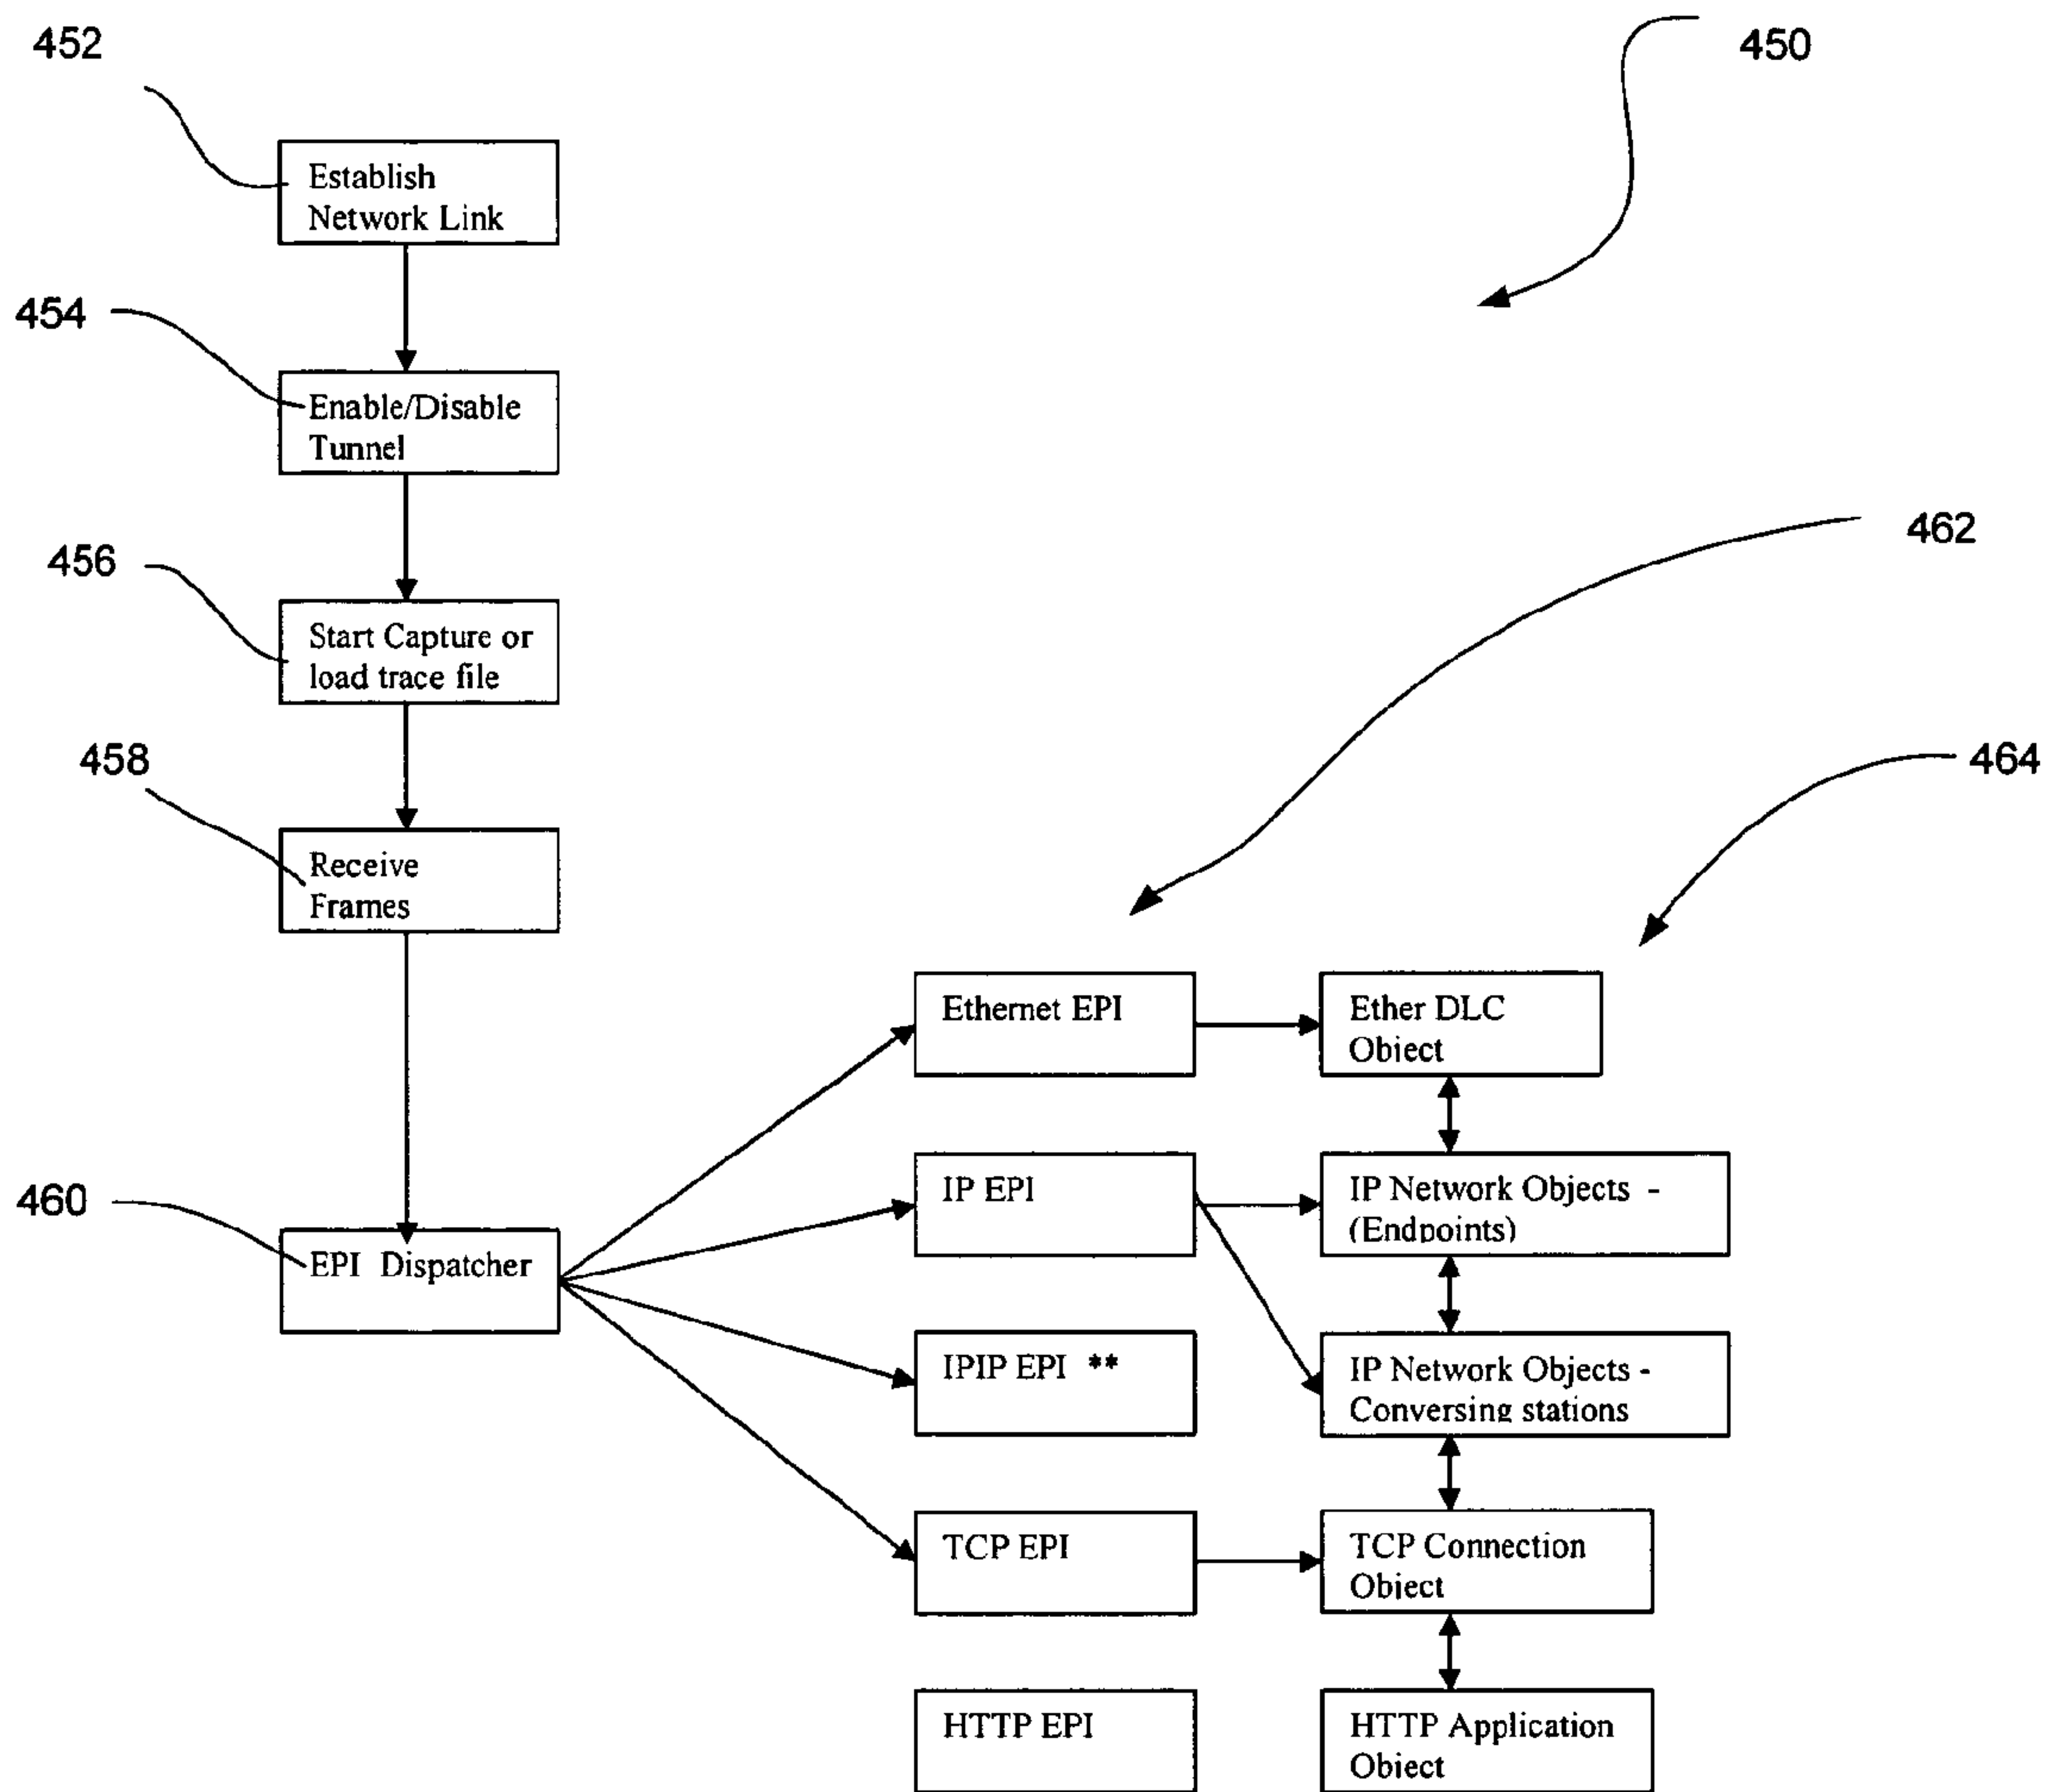 452
450
Establish
Network Link
454
Enable/Disable
Tunnel
462
456
Start Capture or
load trace file
464
458
Receive
Frames
Ethernet EPI
Ether DLC
Object
460
EPI Dispatcher
IP EPI
IP Network Objects -
(Endpoints)
IPIP EPI **
IP Network Objects -
Conversing stations
TCP EPI
TCP Connection
Object
HTTP EPI
HTTP Application
Object